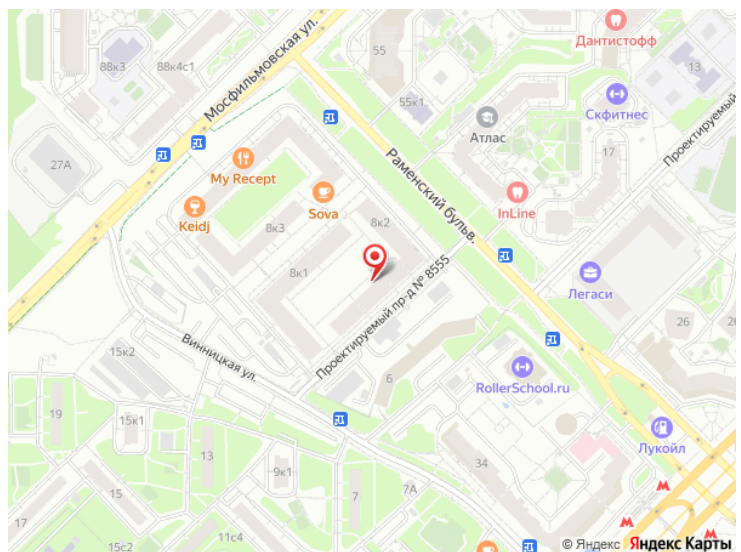 Дантистофф
55
13
88к3
88к4с1
Мосфильмовская ул.
Скфитнес
55к1
Проектируемый
Атлас
27А
17
My Recept
Раменский бульв.
InLine
Sova
Keidj
8к2
8к3
8к1
Легаси
Проектируемый пр-д № 8555
26
26
Винницкая ул.
15к2
6
RollerSchool.ru
19
15к1
Лукойл
13
34
9к1
7
7А
15
17
11с4
15с2
© Яндекс Яндекс Карты